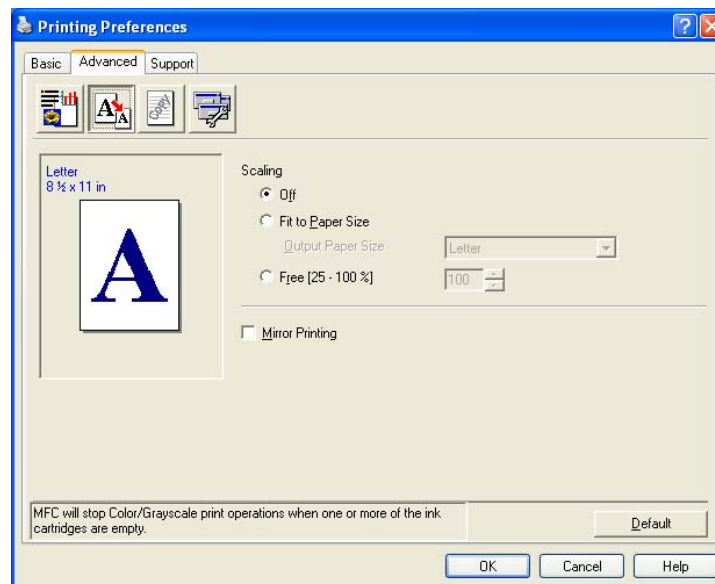 Printing Preferences
Basic Advanced Support
A A copy
Letter
8 ½ x 11 in
A
Scaling
Off
Fit to Paper Size
Output Paper Size Letter
Free [25 - 100 %] 100
Mirror Printing
MFC will stop Color/Grayscale print operations when one or more of the ink
cartridges are empty.
Default
OK Cancel Help